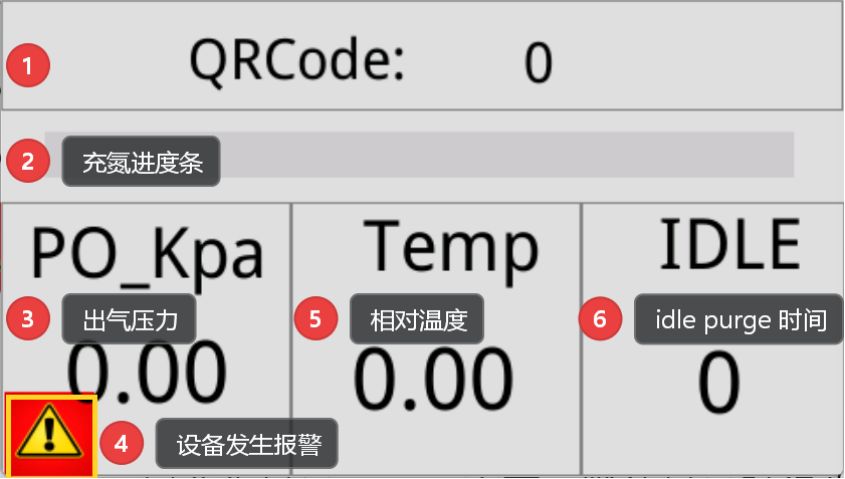 1 QRCode: 0
2 充氮进度条
PO_Kpa Temp IDLE
3 出气压力 5 相对温度 6 idle purge 时间
0.00 0.00 0
4 设备发生报警